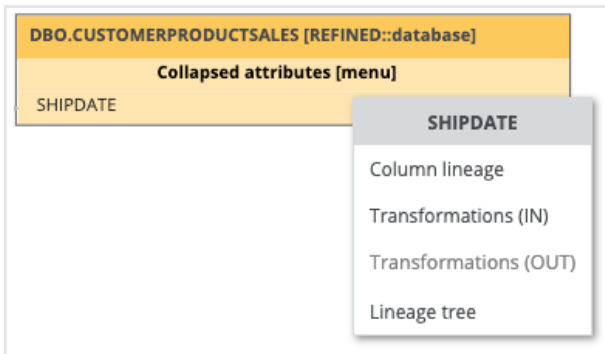 DBO.CUSTOMERPRODUCTSALES [REFINED::database]
Collapsed attributes [menu]
SHIPDATE
SHIPDATE
Column lineage
Transformations (IN)
Transformations (OUT)
Lineage tree